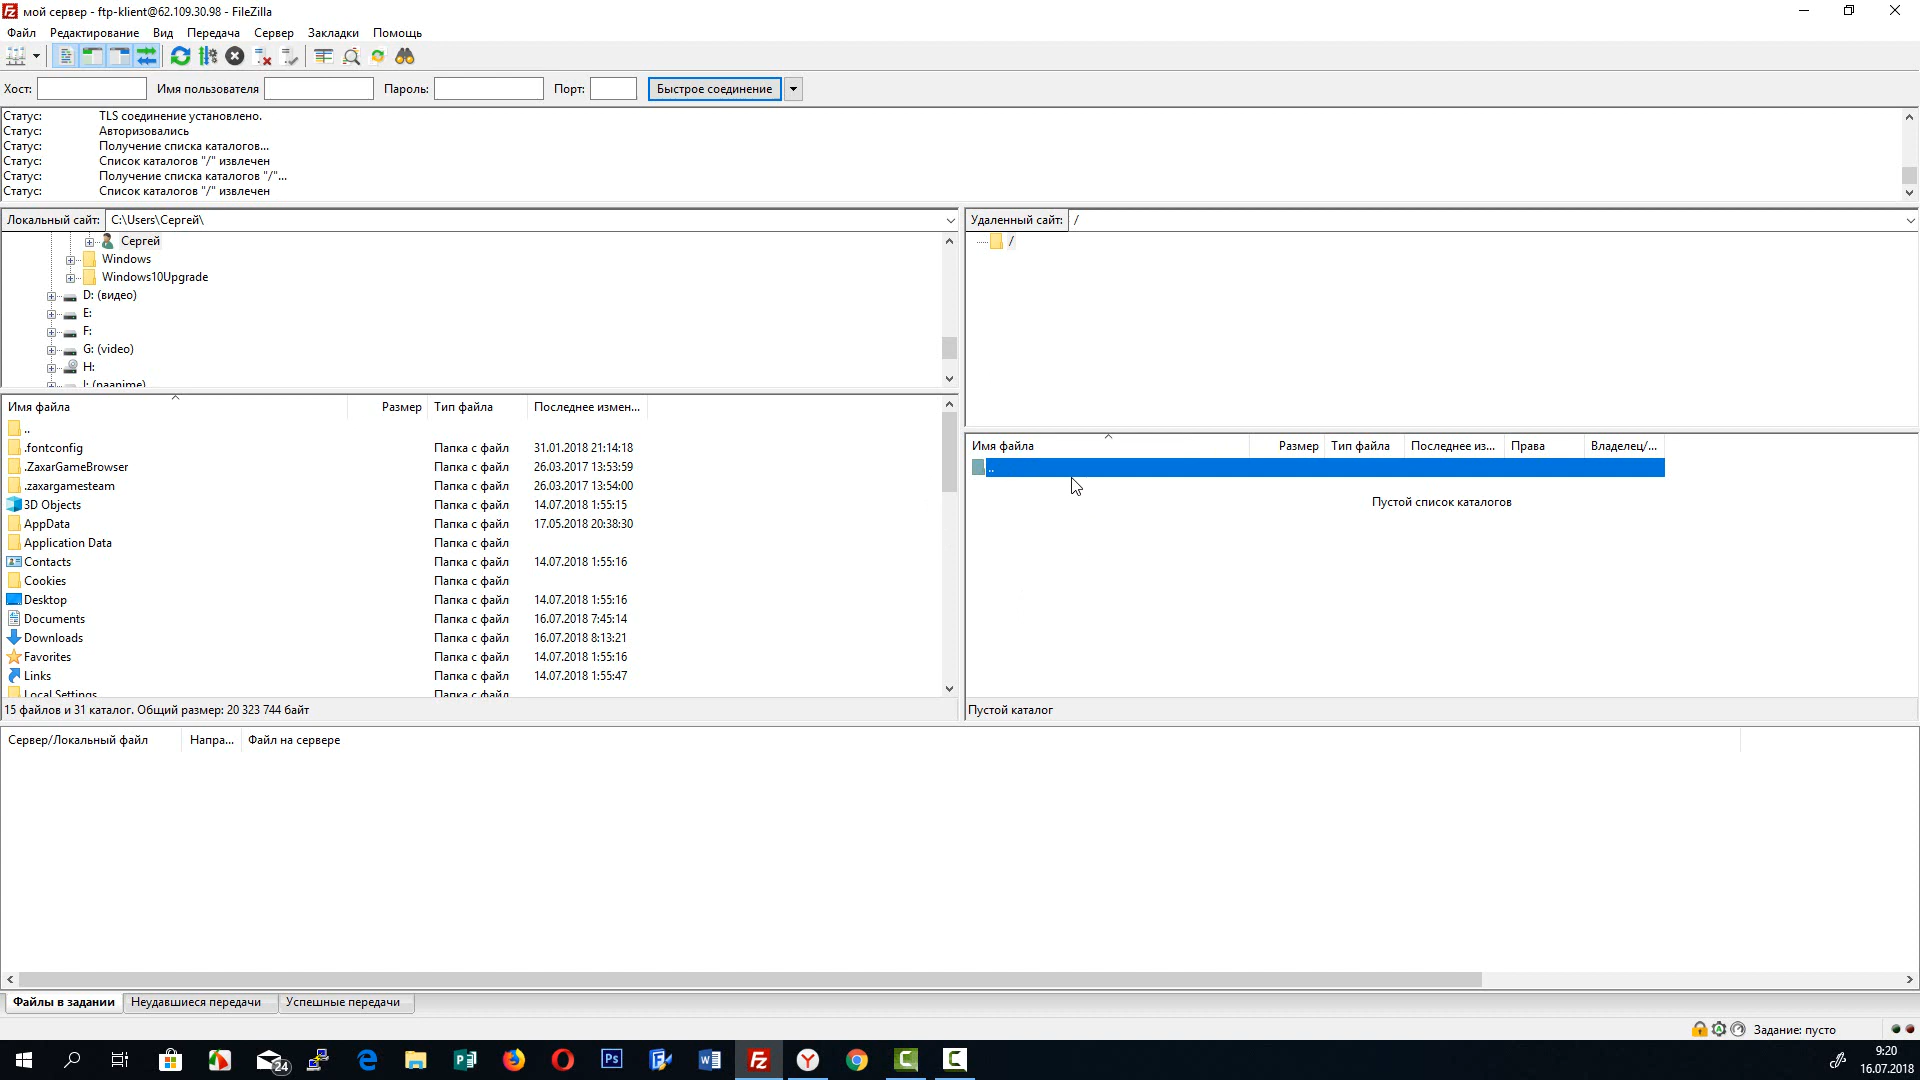 мой сервер - ftp-klient@62.109.30.98 - FileZilla
Файл Редактирование Вид Передача Сервер Закладки Помощь
Хост: Имя пользователя Пароль: Порт: Быстрое соединение
Статус: TLS соединение установлено.
Статус: Авторизовались
Статус: Получение списка каталогов...
Статус: Список каталогов "/" извлечен
Статус: Получение списка каталогов "/"...
Статус: Список каталогов "/" извлечен
Локальный сайт: C:\Users\Сергей\
Сергей
Windows
Windows10Upgrade
D: (видео)
E:
F:
G: (video)
H:
I: (naanime)
Имя файла Размер Тип файла Последнее измен...
..
.fontconfig Папка с файл 31.01.2018 21:14:18
.ZaxarGameBrowser Папка с файл 26.03.2017 13:53:59
.zaxargamesteam Папка с файл 26.03.2017 13:54:00
3D Objects Папка с файл 14.07.2018 1:55:15
AppData Папка с файл 17.05.2018 20:38:30
Application Data Папка с файл
Contacts Папка с файл 14.07.2018 1:55:16
Cookies Папка с файл
Desktop Папка с файл 14.07.2018 1:55:16
Documents Папка с файл 16.07.2018 7:45:14
Downloads Папка с файл 16.07.2018 8:13:21
Favorites Папка с файл 14.07.2018 1:55:16
Links Папка с файл 14.07.2018 1:55:47
Local Settings Папка с файл
15 файлов и 31 каталог. Общий размер: 20 323 744 байт
Удаленный сайт: /
/
Имя файла Размер Тип файла Последнее из... Права Владелец/...
..
Пустой список каталогов
Пустой каталог
Сервер/Локальный файл Напра... Файл на сервере
Файлы в задании Неудавшиеся передачи Успешные передачи
Задание: пусто
24
9:20
16.07.2018